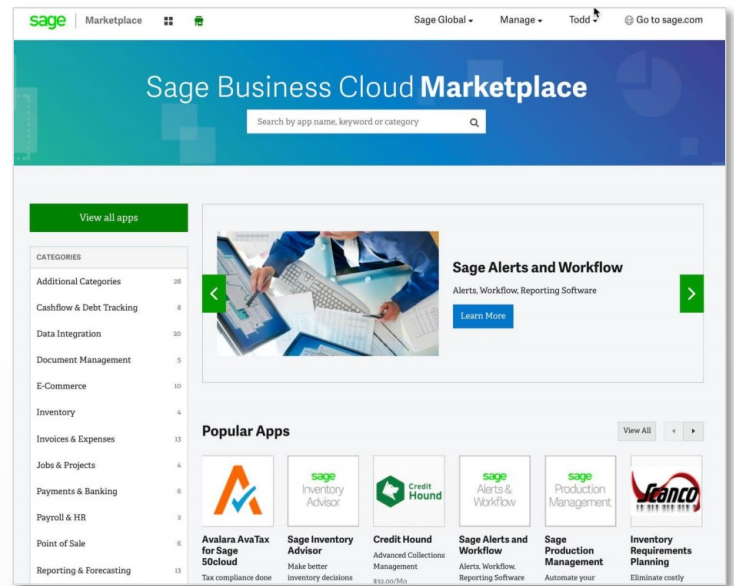 sage Marketplace
Sage Global
Manage
Todd
Go to sage.com
Sage Business Cloud Marketplace
Search by app name, keyword or category
View all apps
CATEGORIES
Additional Categories 28
Cashflow & Debt Tracking 8
Data Integration 20
Document Management 5
E-Commerce 10
Inventory 4
Invoices & Expenses 13
Jobs & Projects 4
Payments & Banking 6
Payroll & HR 2
Point of Sale 6
Reporting & Forecasting 13
Sage Alerts and Workflow
Alerts, Workflow, Reporting Software
Learn More
Popular Apps
View All
Avalara AvaTax
for Sage
50cloud
Tax compliance done
sage
Inventory
Advisor
Sage Inventory
Advisor
Make better
inventory decisions
Credit
Hound
Credit Hound
Advanced Collections
Management
$32.00/Mo
sage
Alerts &
Workflow
Sage Alerts and
Workflow
Alerts, Workflow,
Reporting Software
sage
Production
Management
Sage
Production
Management
Automate your
Scanco
Inventory
Requirements
Planning
Eliminate costly